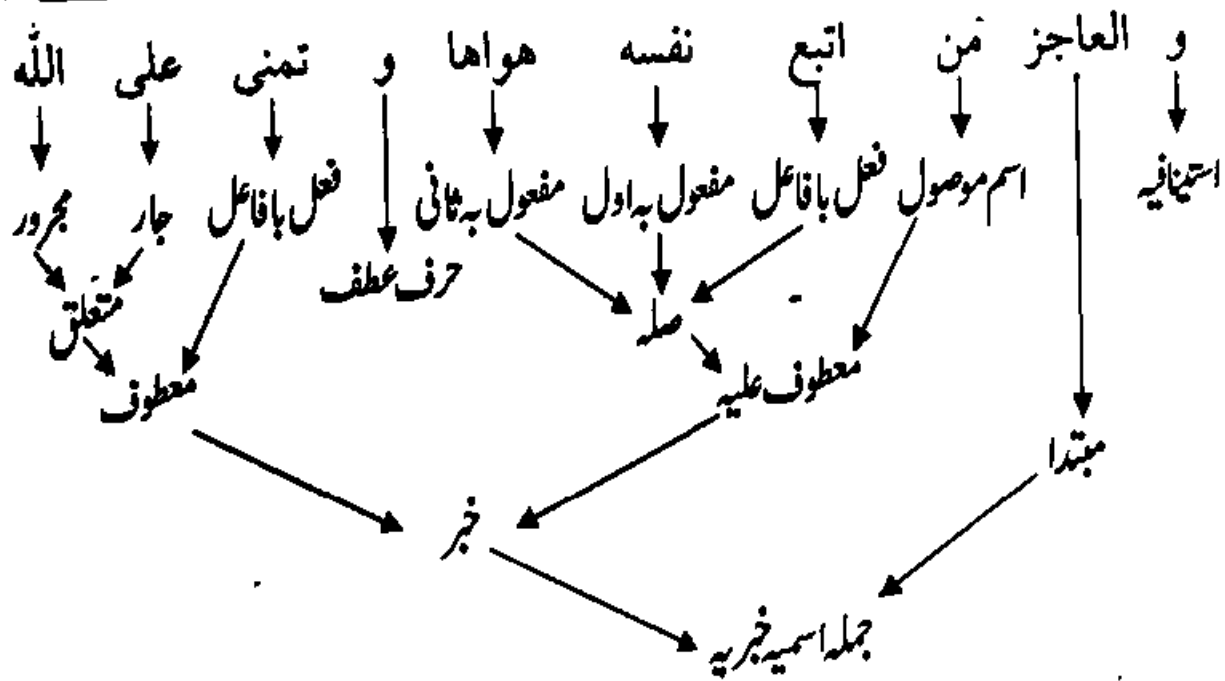 و العاجز من اتبع نفسه هواها و تمنى على الله
استینافیہ اسم موصول فعل بافاعل مفعول بہ اول مفعول بہ ثانی فعل بافاعل جار مجرور
حرف عطف
صلہ متعلق
معطوف علیہ معطوف
مبتدا
خبر
جملہ اسمیہ خبریہ